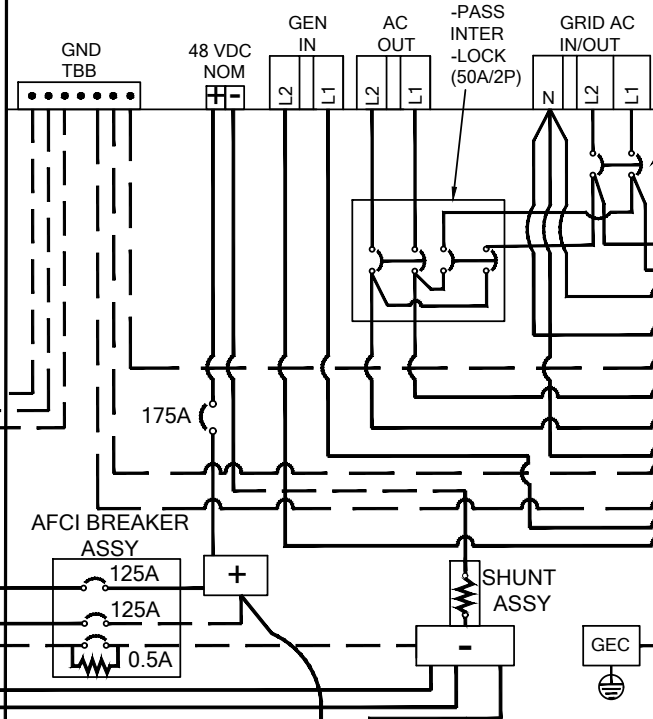 GND
TBB
48 VDC
NOM
+
-
GEN
IN
L2
L1
AC
OUT
L2
L1
-PASS
INTER
-LOCK
(50A/2P)
GRID AC
IN/OUT
N
L2
L1
175A
AFCI BREAKER
ASSY
125A
125A
0.5A
+
SHUNT
ASSY
-
GEC